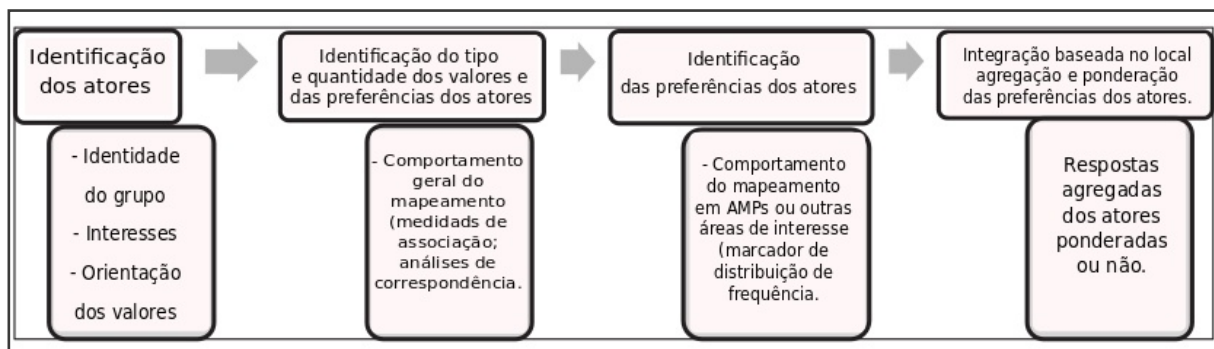 Identificação
dos atores
- Identidade
do grupo
- Interesses
- Orientação
dos valores
Identificação do tipo
e quantidade dos valores e
das preferências dos atores
- Comportamento
geral do
mapeamento
(medidads de
associação;
análises de
correspondência.
Identificação
das preferências dos atores
- Comportamento
do mapeamento
em AMPs ou outras
áreas de interesse
(marcador de
distribuição de
frequência.
Integração baseada no local
agregação e ponderação
das preferências dos atores.
Respostas
agregadas
dos atores
ponderadas
ou não.